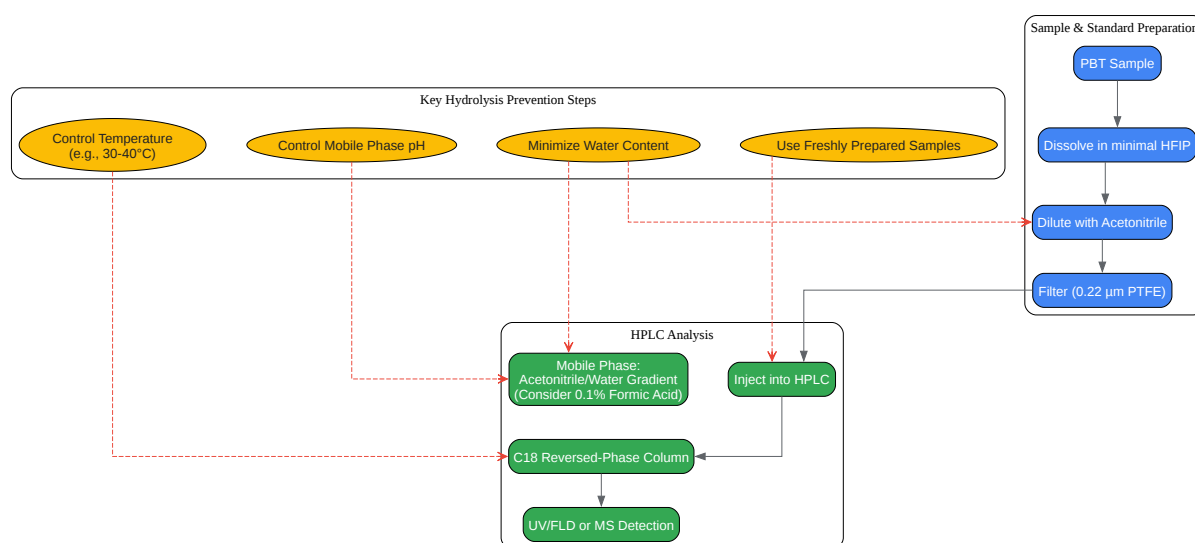 Sample & Standard Preparation
PBT Sample
Key Hydrolysis Prevention Steps
Control Temperature
(e.g., 30-40°C)
Control Mobile Phase pH
Minimize Water Content
Use Freshly Prepared Samples
Dissolve in minimal HFIP
Dilute with Acetonitrile
Filter (0.22 µm PTFE)
HPLC Analysis
Mobile Phase:
Acetonitrile/Water Gradient
(Consider 0.1% Formic Acid)
Inject into HPLC
C18 Reversed-Phase Column
UV/FLD or MS Detection